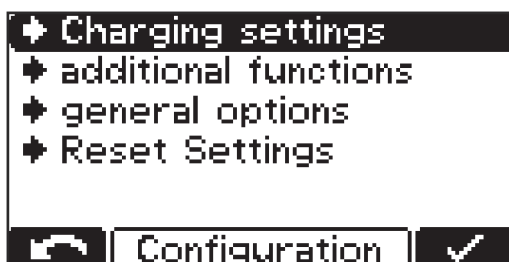 Charging settings
additional functions
general options
Reset Settings
Configuration